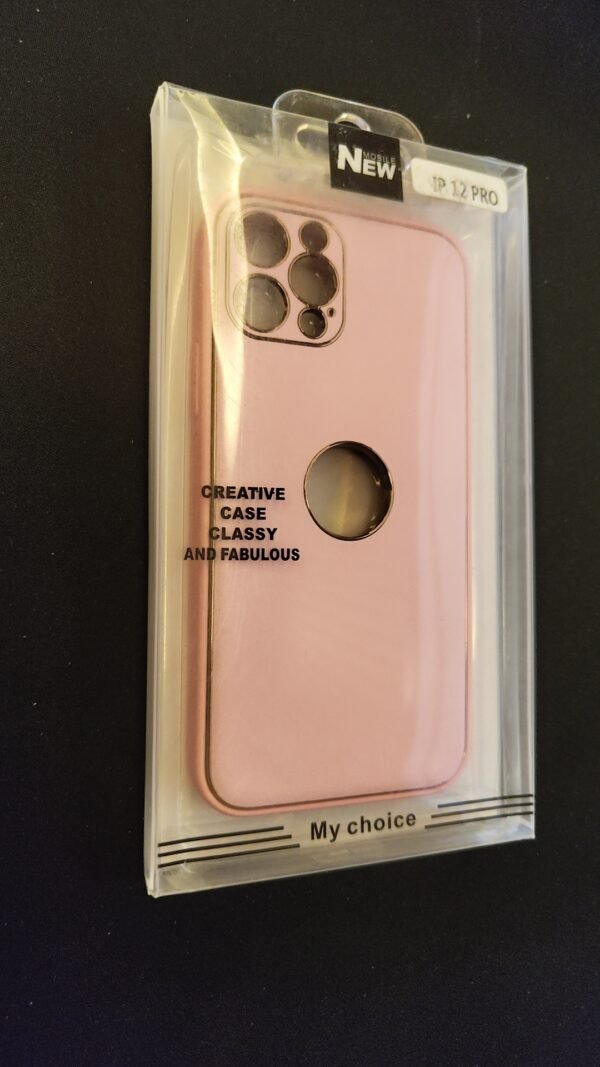 MOBILE
NEW
IP 12 PRO
CREATIVE
CASE
CLASSY
AND FABULOUS
My choice